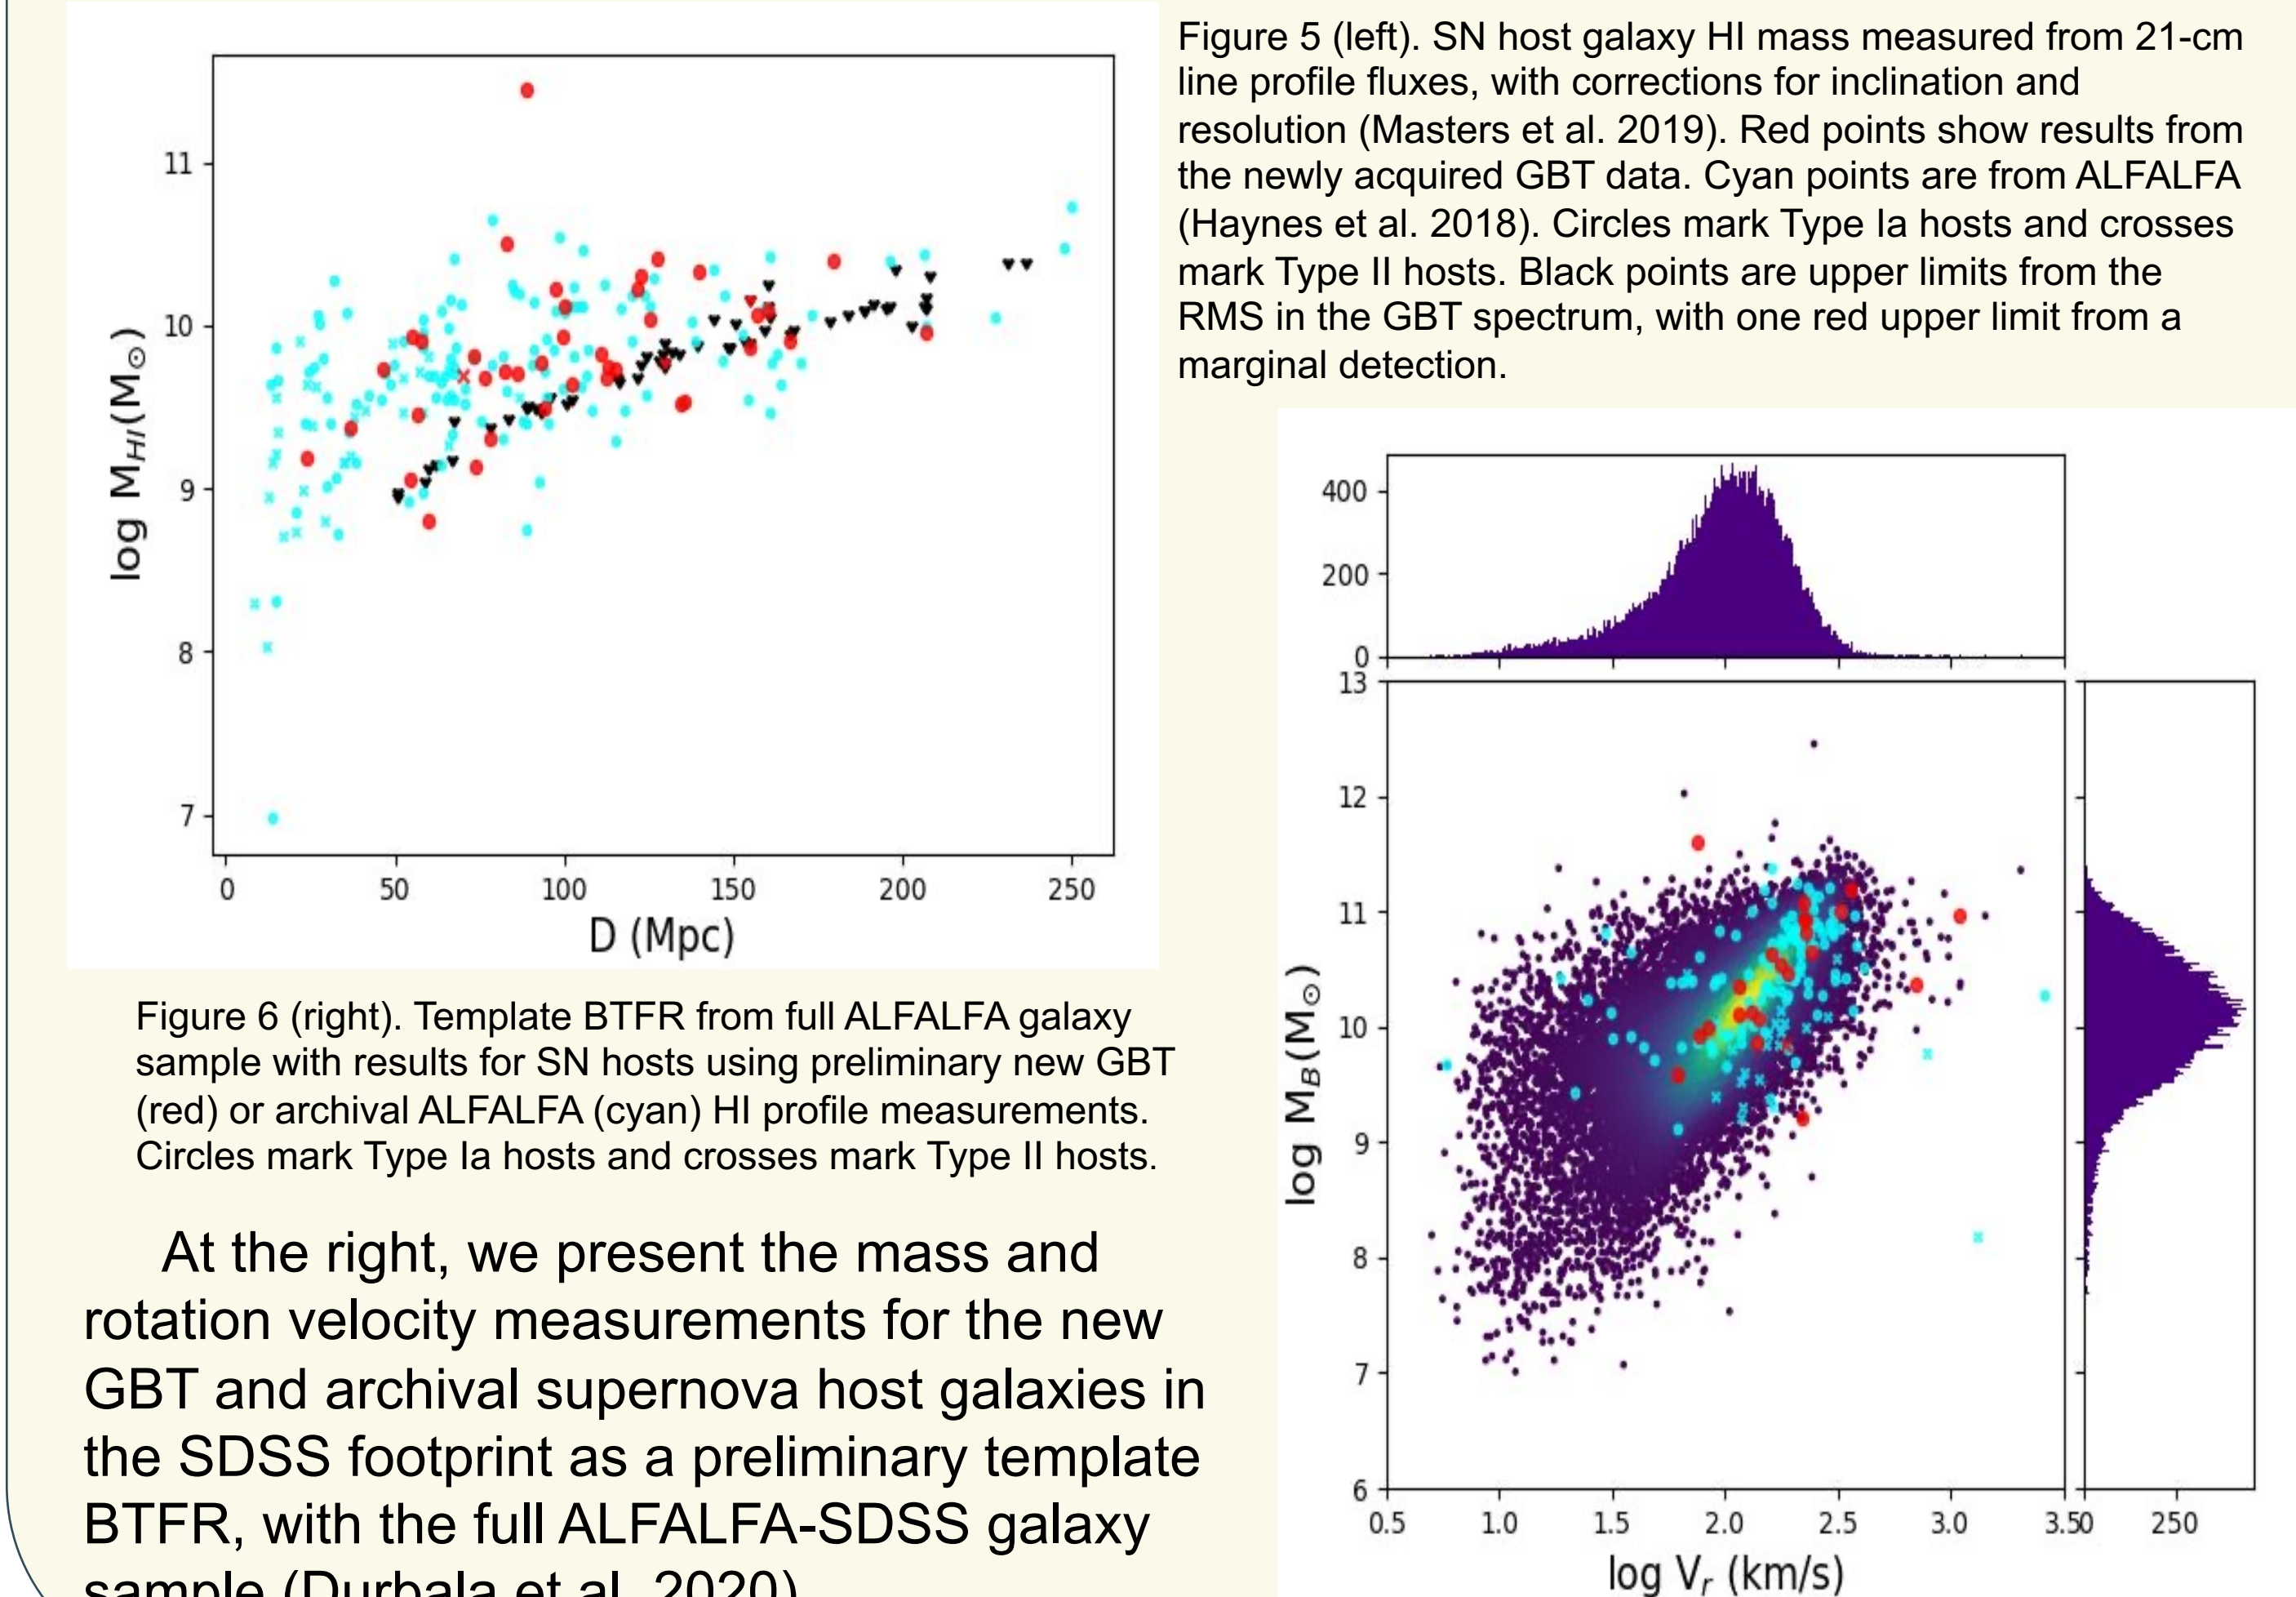 11
10
9
8
7
log M_HI(M_⊙)
0 50 100 150 200 250
D (Mpc)
Figure 5 (left). SN host galaxy HI mass measured from 21-cm
line profile fluxes, with corrections for inclination and
resolution (Masters et al. 2019). Red points show results from
the newly acquired GBT data. Cyan points are from ALFALFA
(Haynes et al. 2018). Circles mark Type Ia hosts and crosses
mark Type II hosts. Black points are upper limits from the
RMS in the GBT spectrum, with one red upper limit from a
marginal detection.
Figure 6 (right). Template BTFR from full ALFALFA galaxy
sample with results for SN hosts using preliminary new GBT
(red) or archival ALFALFA (cyan) HI profile measurements.
Circles mark Type Ia hosts and crosses mark Type II hosts.
At the right, we present the mass and
rotation velocity measurements for the new
GBT and archival supernova host galaxies in
the SDSS footprint as a preliminary template
BTFR, with the full ALFALFA-SDSS galaxy
sample (Durbala et al. 2020)
400
200
0
13
12
11
10
9
8
7
6
log M_B(M_⊙)
0.5 1.0 1.5 2.0 2.5 3.0 3.5 0 250
log V_r (km/s)